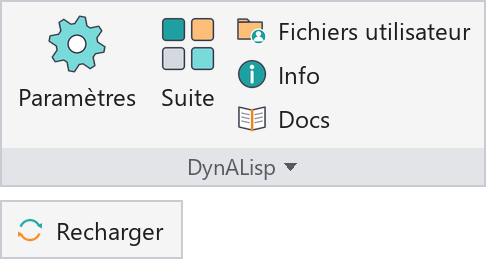 Paramètres
Suite
Fichiers utilisateur
Info
Docs
DynALisp
Recharger